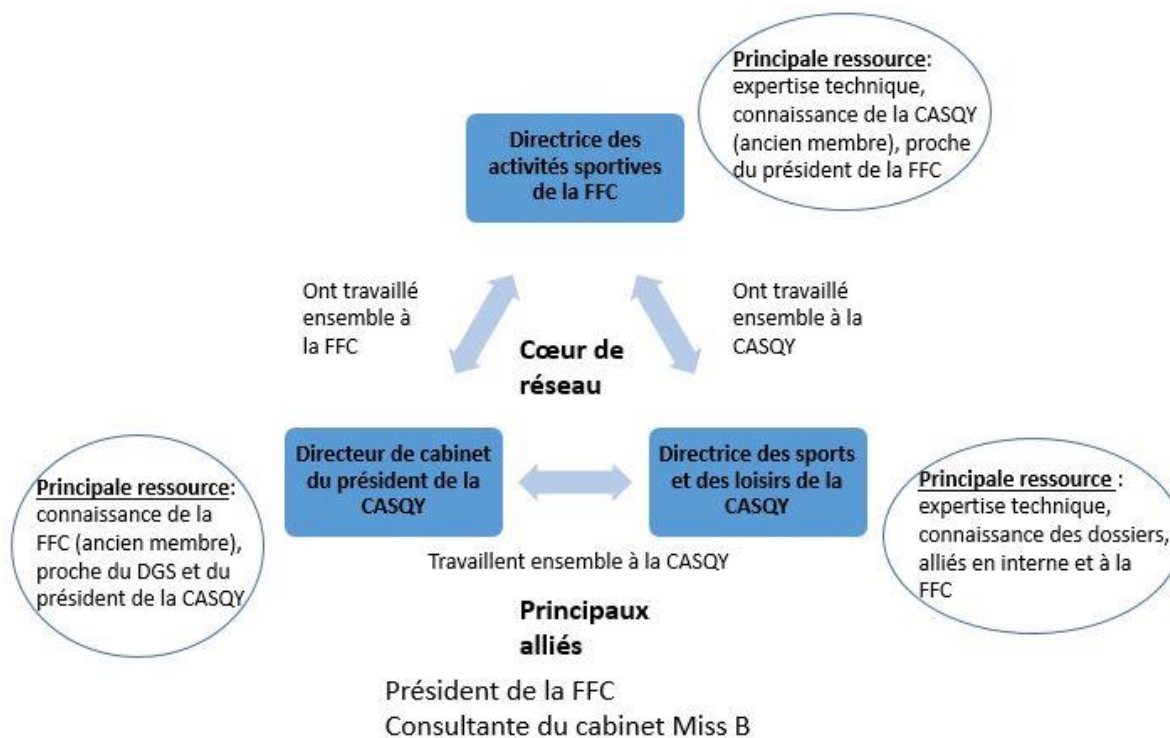 Principale ressource:
expertise technique,
connaissance de la CASQY
(ancien membre), proche
du président de la FFC
Directrice des
activités sportives
de la FFC
Ont travaillé
ensemble à
la FFC
Ont travaillé
ensemble à la
CASQY
Cœur de
réseau
Directeur de cabinet
du président de la
CASQY
Directrice des sports
et des loisirs de la
CASQY
Principale ressource:
connaissance de la
FFC (ancien membre),
proche du DGS et du
président de la CASQY
Principale ressource :
expertise technique,
connaissance des dossiers,
alliés en interne et à la
FFC
Travaillent ensemble à la CASQY
Principaux
alliés
Président de la FFC
Consultante du cabinet Miss B